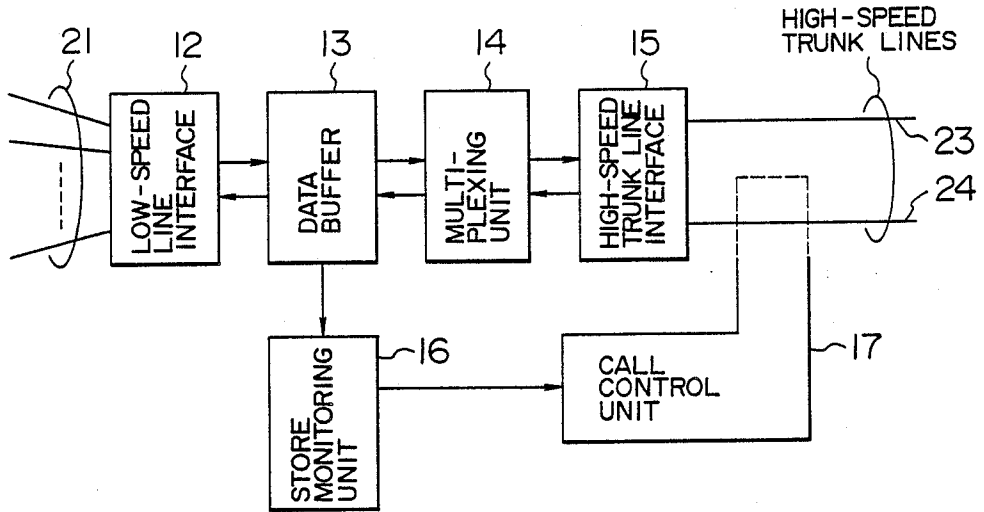 21
12
13
14
15
HIGH-SPEED
TRUNK LINES
LOW-SPEED
LINE
INTERFACE
DATA
BUFFER
MULTI-
PLEXING
UNIT
HIGH-SPEED
TRUNK LINE
INTERFACE
23
24
16
STORE
MONITORING
UNIT
CALL
CONTROL
UNIT
17